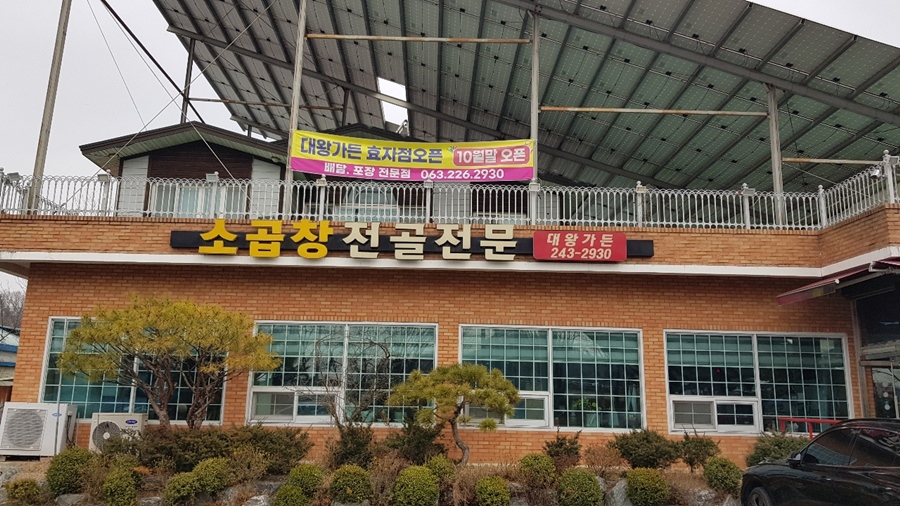 대왕가든 효자점오픈 10월말 오픈
배달, 포장 전문점 063.226.2930
소곱창전골전문
대왕가든
243-2930